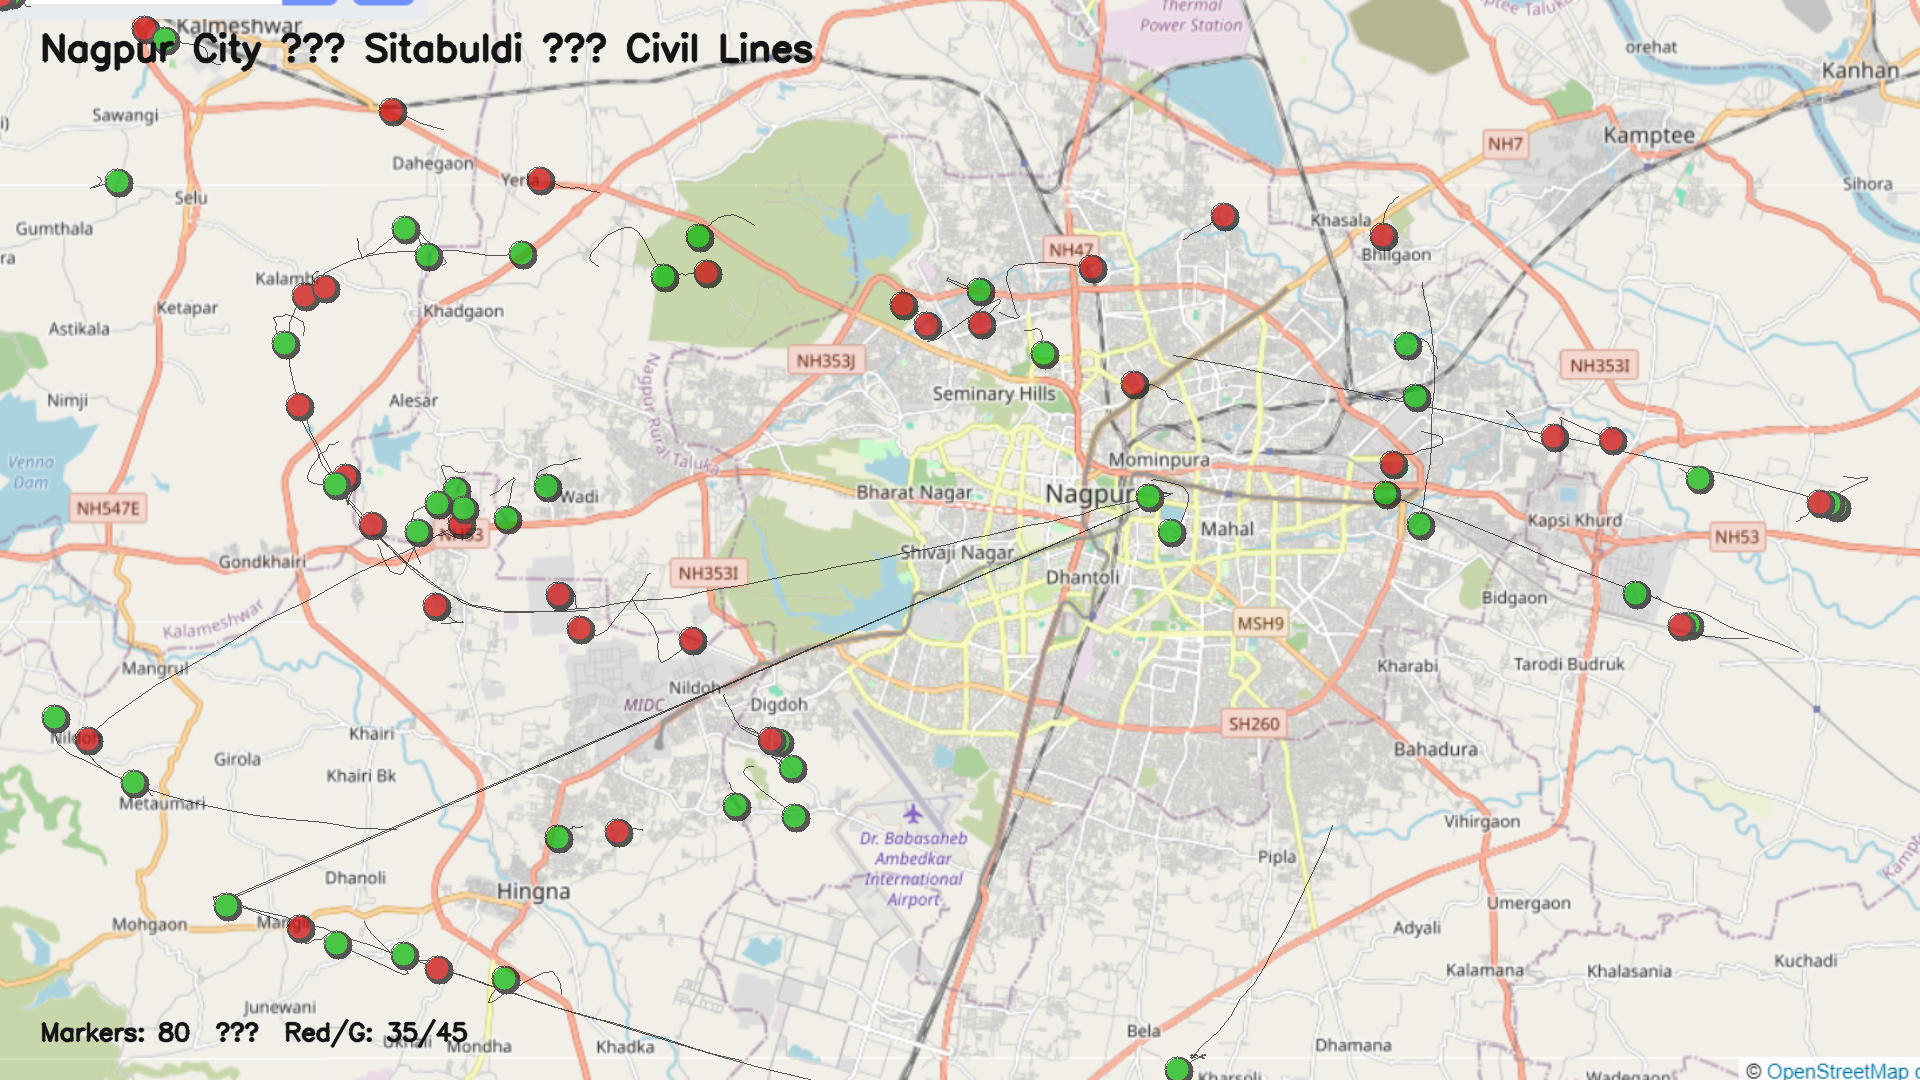 Thermal
Power Station
ptee Taluka
orehat
Kanhan
Kalmeshwar
Nagpur City ??? Sitabuldi ??? Civil Lines
Sawangi
NH7
Kamptee
Dahegaon
Yerla
Selu
Sihora
Gumthala
Khasala
NH47
Bhilgaon
Ketapar
Khadgaon
Astikala
NH353J
NH353I
Seminary Hills
Nimji
Alesar
Nagpur Rural Taluka
Mominpura
Venna
Dam
Bharat Nagar
Nagpur
Wadi
NH547E
Kapsi Khurd
Mahal
NH53
NH53
Shivaji Nagar
Gondkhairi
NH353I
Dhantoli
Bidgaon
Kalameshwar
MSH9
Mangrul
Kharabi
Tarodi Budruk
Nildoh
MIDC
Digdoh
SH260
Khairi
Nildoh
Bahadura
Girola
Khairi Bk
Metaumari
Dr. Babasaheb
Ambedkar
International
Airport
Vihirgaon
Pipla
Dhanoli
Hingna
Umergaon
Mohgaon
Adyali
Kuchadi
Kalamana
Khalasania
Junewani
Markers: 80 ??? Red/G: 35/45
Bela
Mondha
Khadka
Dhamana
Kharsoli
Wadegaon
© OpenStreetMap c